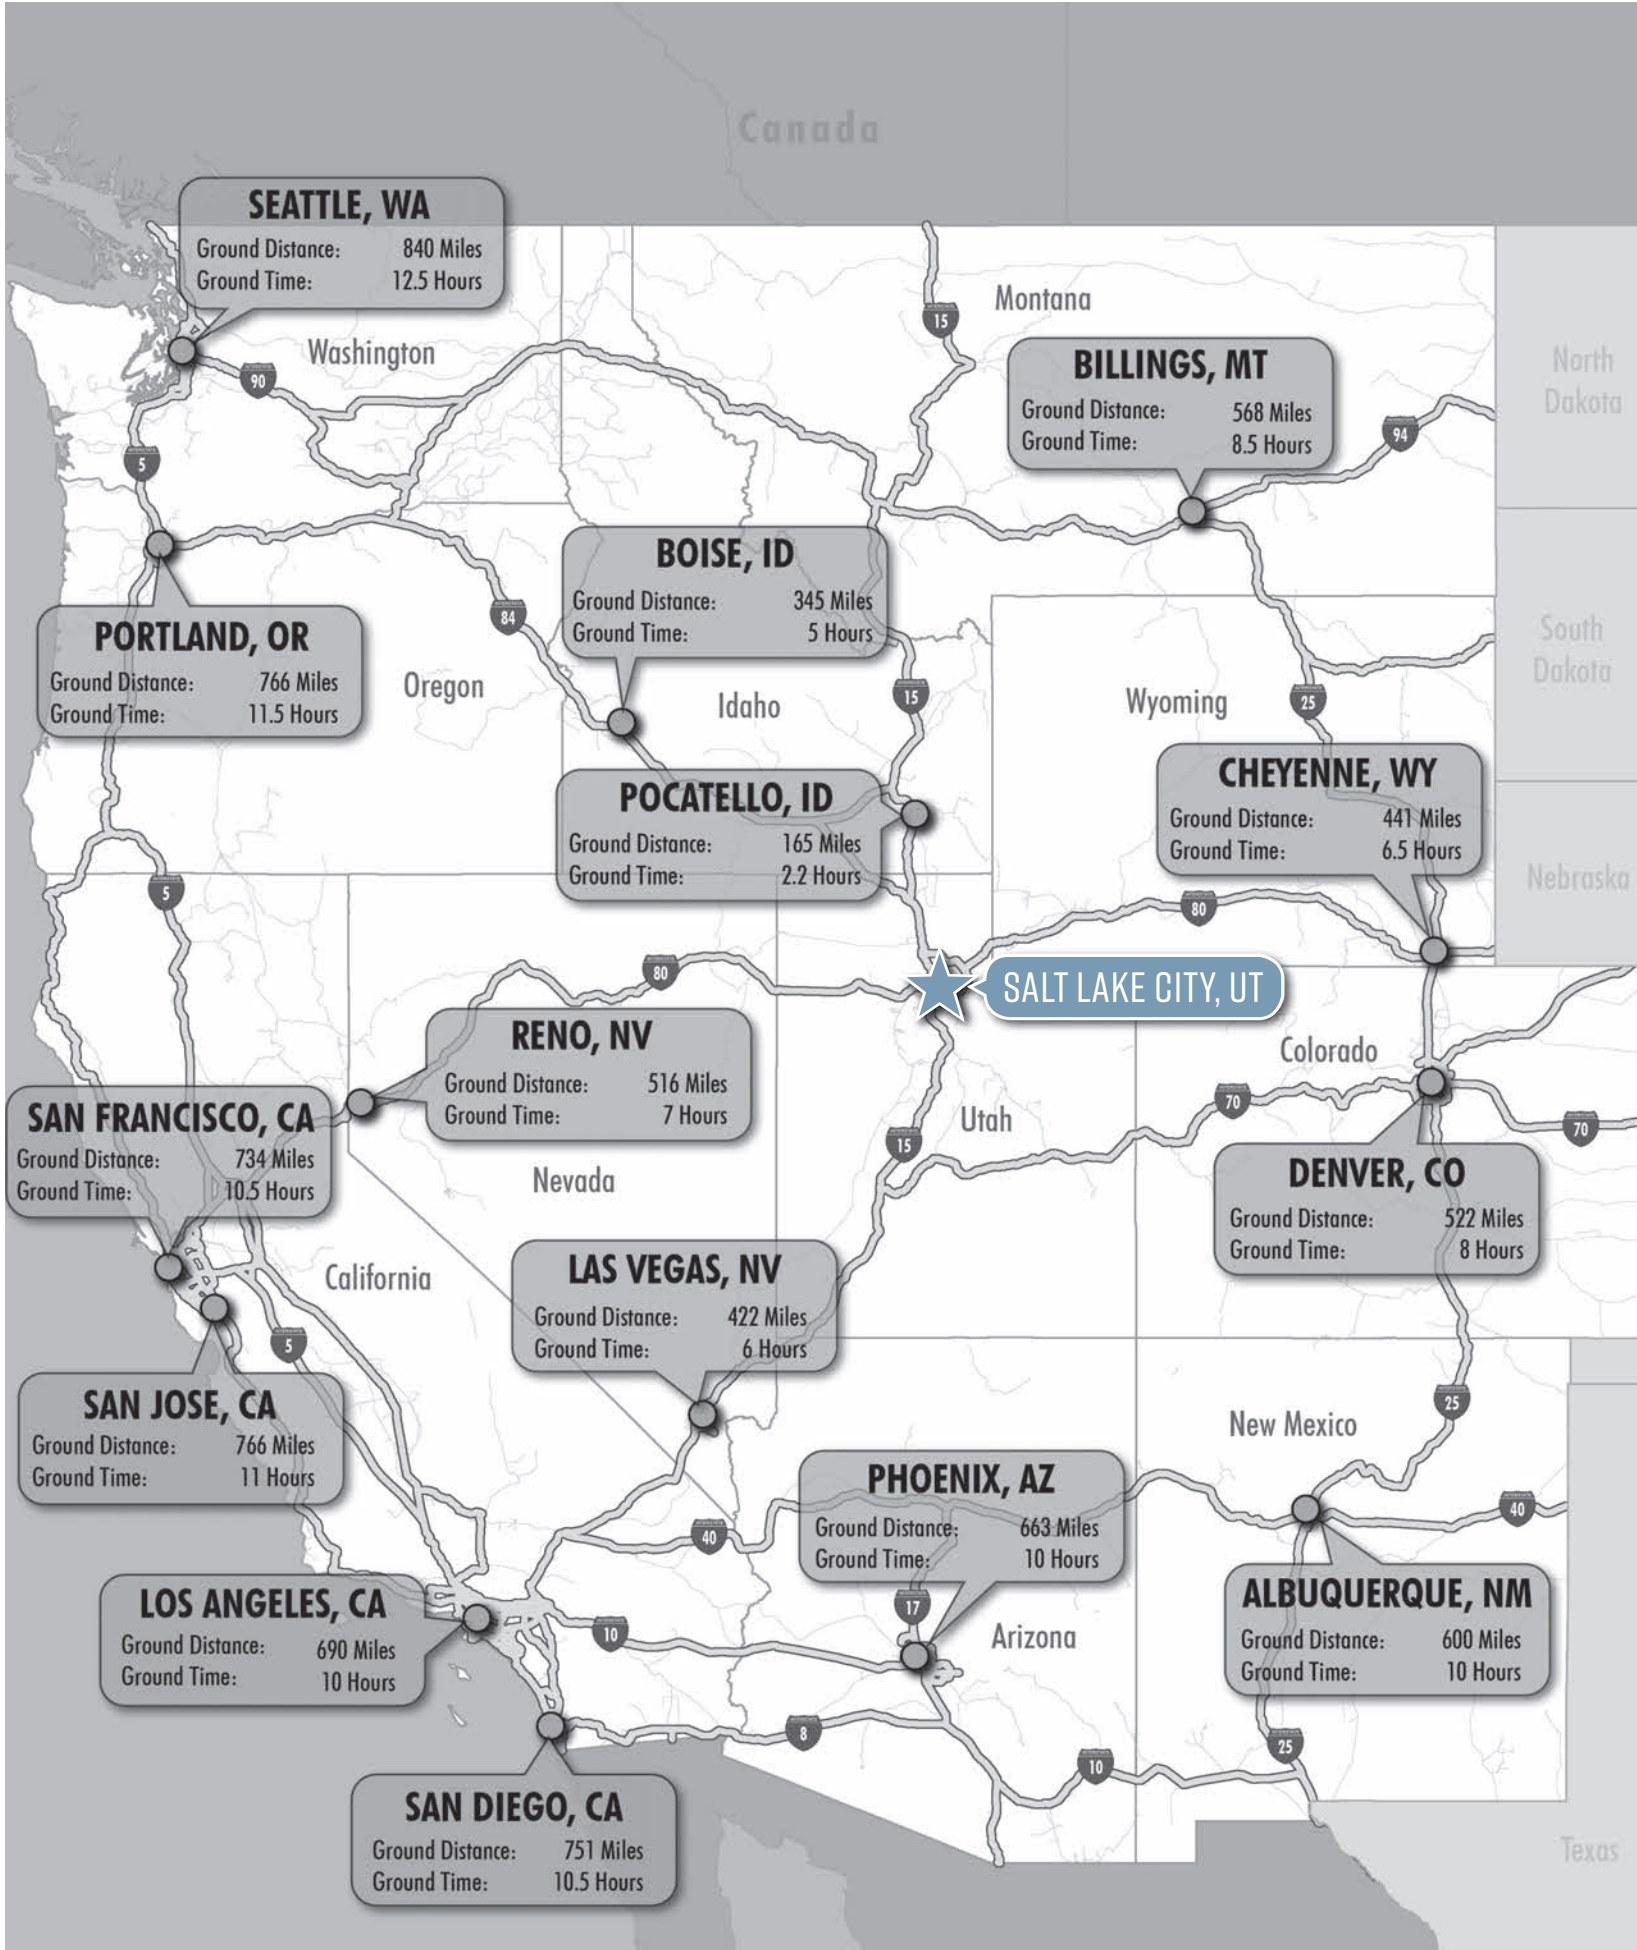 Canada
SEATTLE, WA
Ground Distance: 840 Miles
Ground Time: 12.5 Hours
Washington
90
5
15
Montana
BILLINGS, MT
Ground Distance: 568 Miles
Ground Time: 8.5 Hours
94
North
Dakota
PORTLAND, OR
Ground Distance: 766 Miles
Ground Time: 11.5 Hours
84
Oregon
BOISE, ID
Ground Distance: 345 Miles
Ground Time: 5 Hours
Idaho
15
Wyoming
25
South
Dakota
POCATELLO, ID
Ground Distance: 165 Miles
Ground Time: 2.2 Hours
CHEYENNE, WY
Ground Distance: 441 Miles
Ground Time: 6.5 Hours
Nebraska
5
80
80
SALT LAKE CITY, UT
RENO, NV
Ground Distance: 516 Miles
Ground Time: 7 Hours
Colorado
70
70
Utah
15
SAN FRANCISCO, CA
Ground Distance: 734 Miles
Ground Time: 10.5 Hours
Nevada
DENVER, CO
Ground Distance: 522 Miles
Ground Time: 8 Hours
California
5
LAS VEGAS, NV
Ground Distance: 422 Miles
Ground Time: 6 Hours
SAN JOSE, CA
Ground Distance: 766 Miles
Ground Time: 11 Hours
New Mexico
25
PHOENIX, AZ
Ground Distance: 663 Miles
Ground Time: 10 Hours
40
40
LOS ANGELES, CA
Ground Distance: 690 Miles
Ground Time: 10 Hours
10
17
Arizona
ALBUQUERQUE, NM
Ground Distance: 600 Miles
Ground Time: 10 Hours
8
10
25
SAN DIEGO, CA
Ground Distance: 751 Miles
Ground Time: 10.5 Hours
Texas